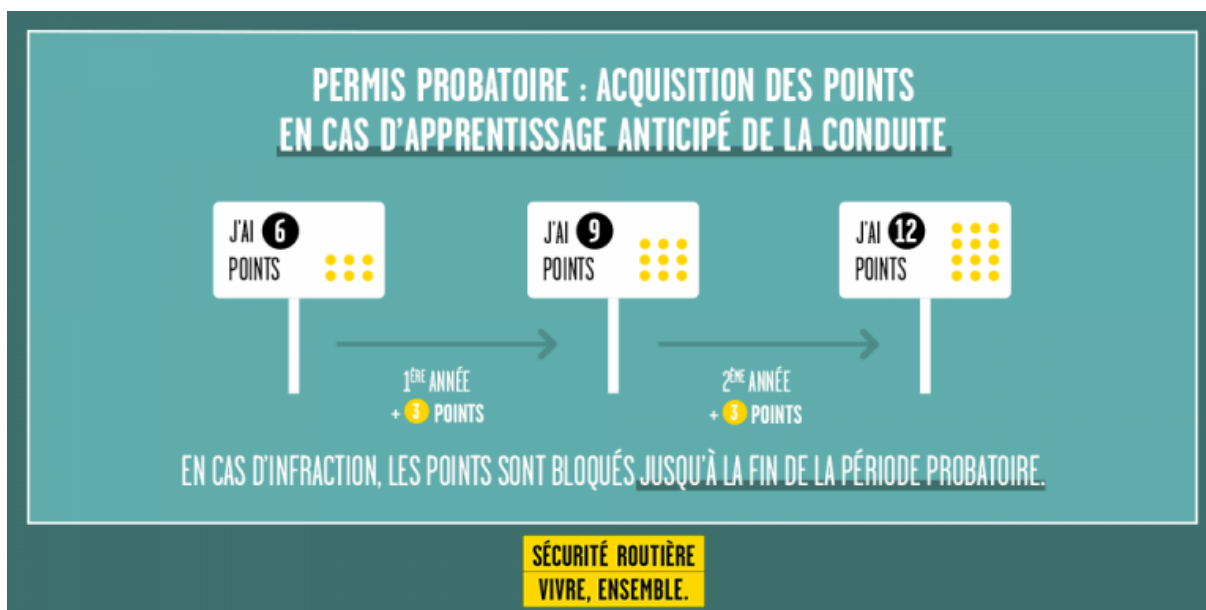 PERMIS PROBATOIRE : ACQUISITION DES POINTS
EN CAS D'APPRENTISSAGE ANTICIPÉ DE LA CONDUITE
J'AI 6
POINTS
J'AI 9
POINTS
J'AI 12
POINTS
1ÈRE ANNÉE
+ 3 POINTS
2ÈME ANNÉE
+ 3 POINTS
EN CAS D'INFRACTION, LES POINTS SONT BLOQUÉS JUSQU'À LA FIN DE LA PÉRIODE PROBATOIRE.
SÉCURITÉ ROUTIÈRE
VIVRE, ENSEMBLE.